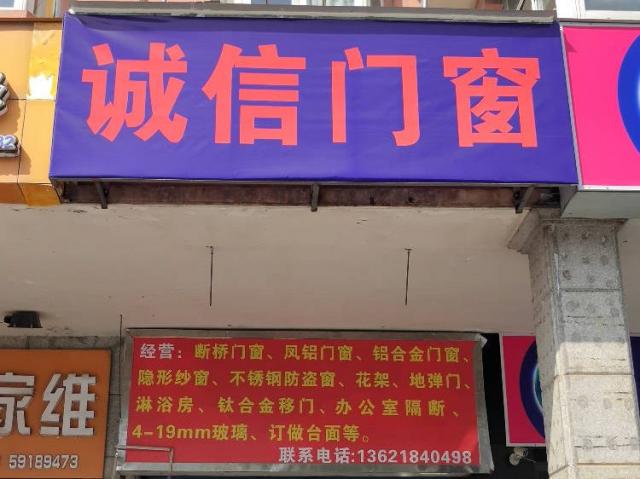 诚信门窗
经营：断桥门窗、凤铝门窗、铝合金门窗、
隐形纱窗、不锈钢防盗窗、花架、地弹门、
淋浴房、钛合金移门、办公室隔断、
4-19mm玻璃、订做台面等。
联系电话:13621840498
家维
59189473